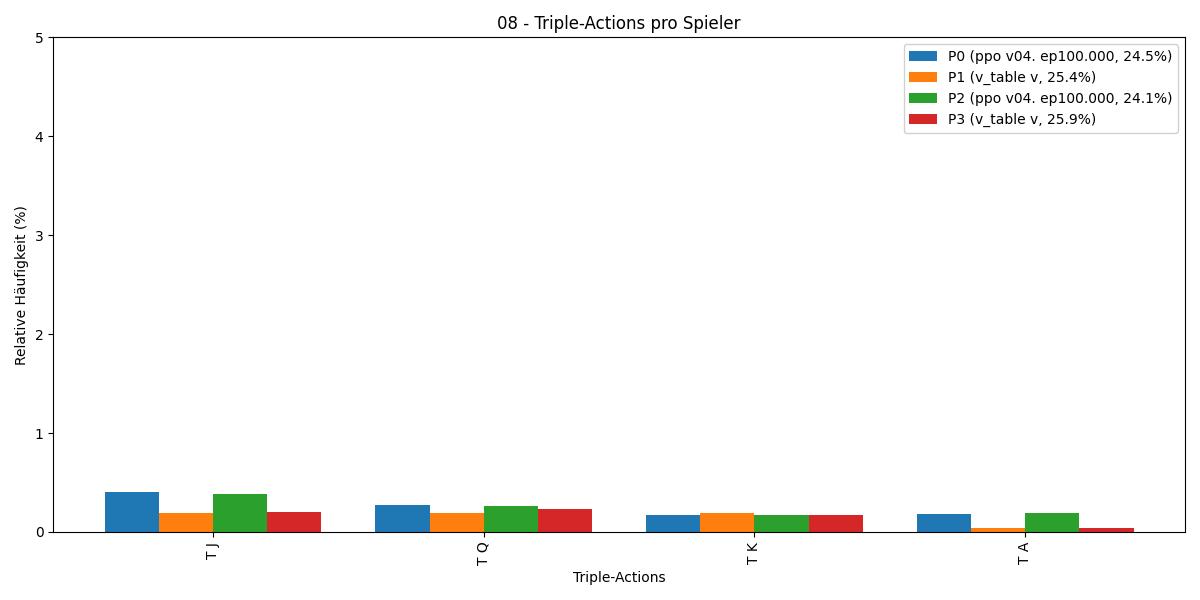 08 - Triple-Actions pro Spieler
P0 (ppo v04. ep100.000, 24.5%)
P1 (v_table v, 25.4%)
P2 (ppo v04. ep100.000, 24.1%)
P3 (v_table v, 25.9%)
Relative Häufigkeit (%)
5
4
3
2
1
0
T J
T Q
T K
T A
Triple-Actions